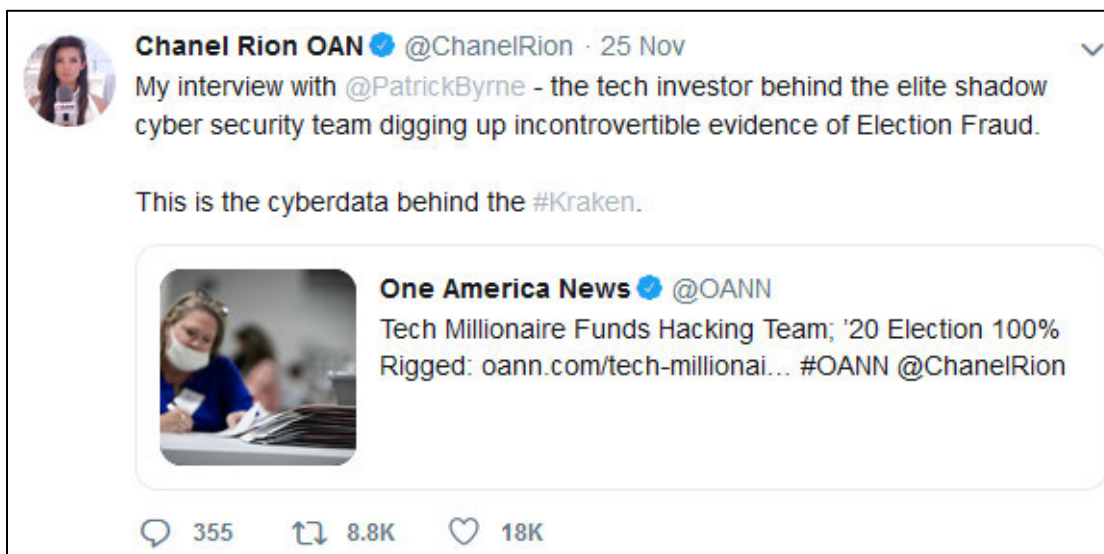 Chanel Rion OAN @ChanelRion · 25 Nov
My interview with @PatrickByrne - the tech investor behind the elite shadow
cyber security team digging up incontrovertible evidence of Election Fraud.
This is the cyberdata behind the #Kraken.
One America News @OANN
Tech Millionaire Funds Hacking Team; '20 Election 100%
Rigged: oann.com/tech-millionai... #OANN @ChanelRion
355 8.8K 18K